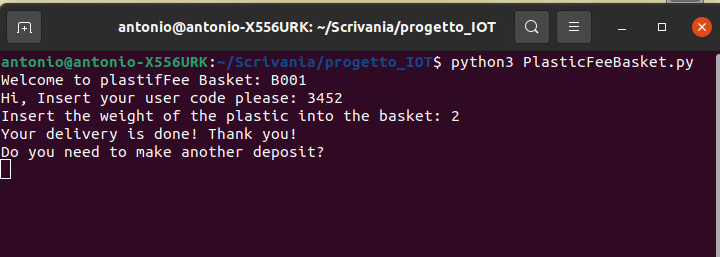 antonio@antonio-X556URK: ~/Scrivania/progetto_IOT
antonio@antonio-X556URK:~/Scrivania/progetto_IOT$ python3 PlasticFeeBasket.py
Welcome to plastifFee Basket: B001
Hi, Insert your user code please: 3452
Insert the weight of the plastic into the basket: 2
Your delivery is done! Thank you!
Do you need to make another deposit?